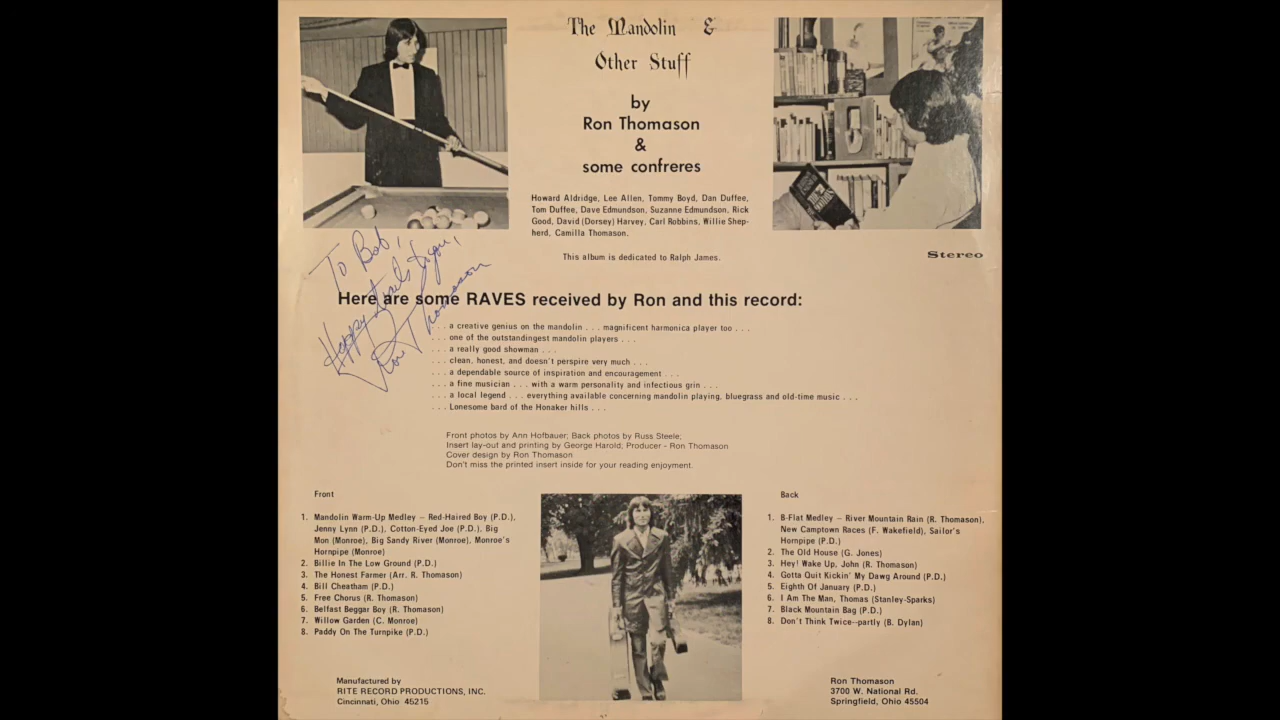 The Mandolin &
Other Stuff
by
Ron Thomason
&
some confreres
Howard Aldridge, Lee Allen, Tommy Boyd, Dan Duffee,
Tom Duffee, Dave Edmundson, Suzanne Edmundson, Rick
Good, David (Dorsey) Harvey, Carl Robbins, Willie Shep-
herd, Camilla Thomason.
This album is dedicated to Ralph James.
Stereo
To Bob,
Happy trails to you,
Ron Thomason
Here are some RAVES received by Ron and this record:
. . . a creative genius on the mandolin . . . magnificent harmonica player too . . .
. . . one of the outstandingest mandolin players . . .
. . . a really good showman . . .
. . . clean, honest, and doesn't perspire very much . . .
. . . a dependable source of inspiration and encouragement . . .
. . . a fine musician . . . with a warm personality and infectious grin . . .
. . . a local legend . . . everything available concerning mandolin playing, bluegrass and old-time music . . .
. . . Lonesome bard of the Honaker hills . . .
Front photos by Ann Hofbauer; Back photos by Russ Steele;
Insert lay-out and printing by George Harold, Producer - Ron Thomason
Cover design by Ron Thomason
Don't miss the printed insert inside for your reading enjoyment.
Front
1. Mandolin Warm-Up Medley – Red-Haired Boy (P.D.),
Jenny Lynn (P.D.), Cotton-Eyed Joe (P.D.), Big
Mon (Monroe), Big Sandy River (Monroe), Monroe's
Hornpipe (Monroe)
2. Billie In The Low Ground (P.D.)
3. The Honest Farmer (Arr. R. Thomason)
4. Bill Cheatham (P.D.)
5. Free Chorus (R. Thomason)
6. Belfast Beggar Boy (R. Thomason)
7. Willow Garden (C. Monroe)
8. Paddy On The Turnpike (P.D.)
Back
1. B-Flat Medley – River Mountain Rain (R. Thomason),
New Camptown Races (F. Wakefield), Sailor's
Hornpipe (P.D.)
2. The Old House (G. Jones)
3. Hey! Wake Up, John (R. Thomason)
4. Gotta Quit Kickin' My Dawg Around (P.D.)
5. Eighth Of January (P.D.)
6. I Am The Man, Thomas (Stanley-Sparks)
7. Black Mountain Bag (P.D.)
8. Don't Think Twice--partly (B. Dylan)
Manufactured by
RITE RECORD PRODUCTIONS, INC.
Cincinnati, Ohio 45215
Ron Thomason
3700 W. National Rd.
Springfield, Ohio 45504